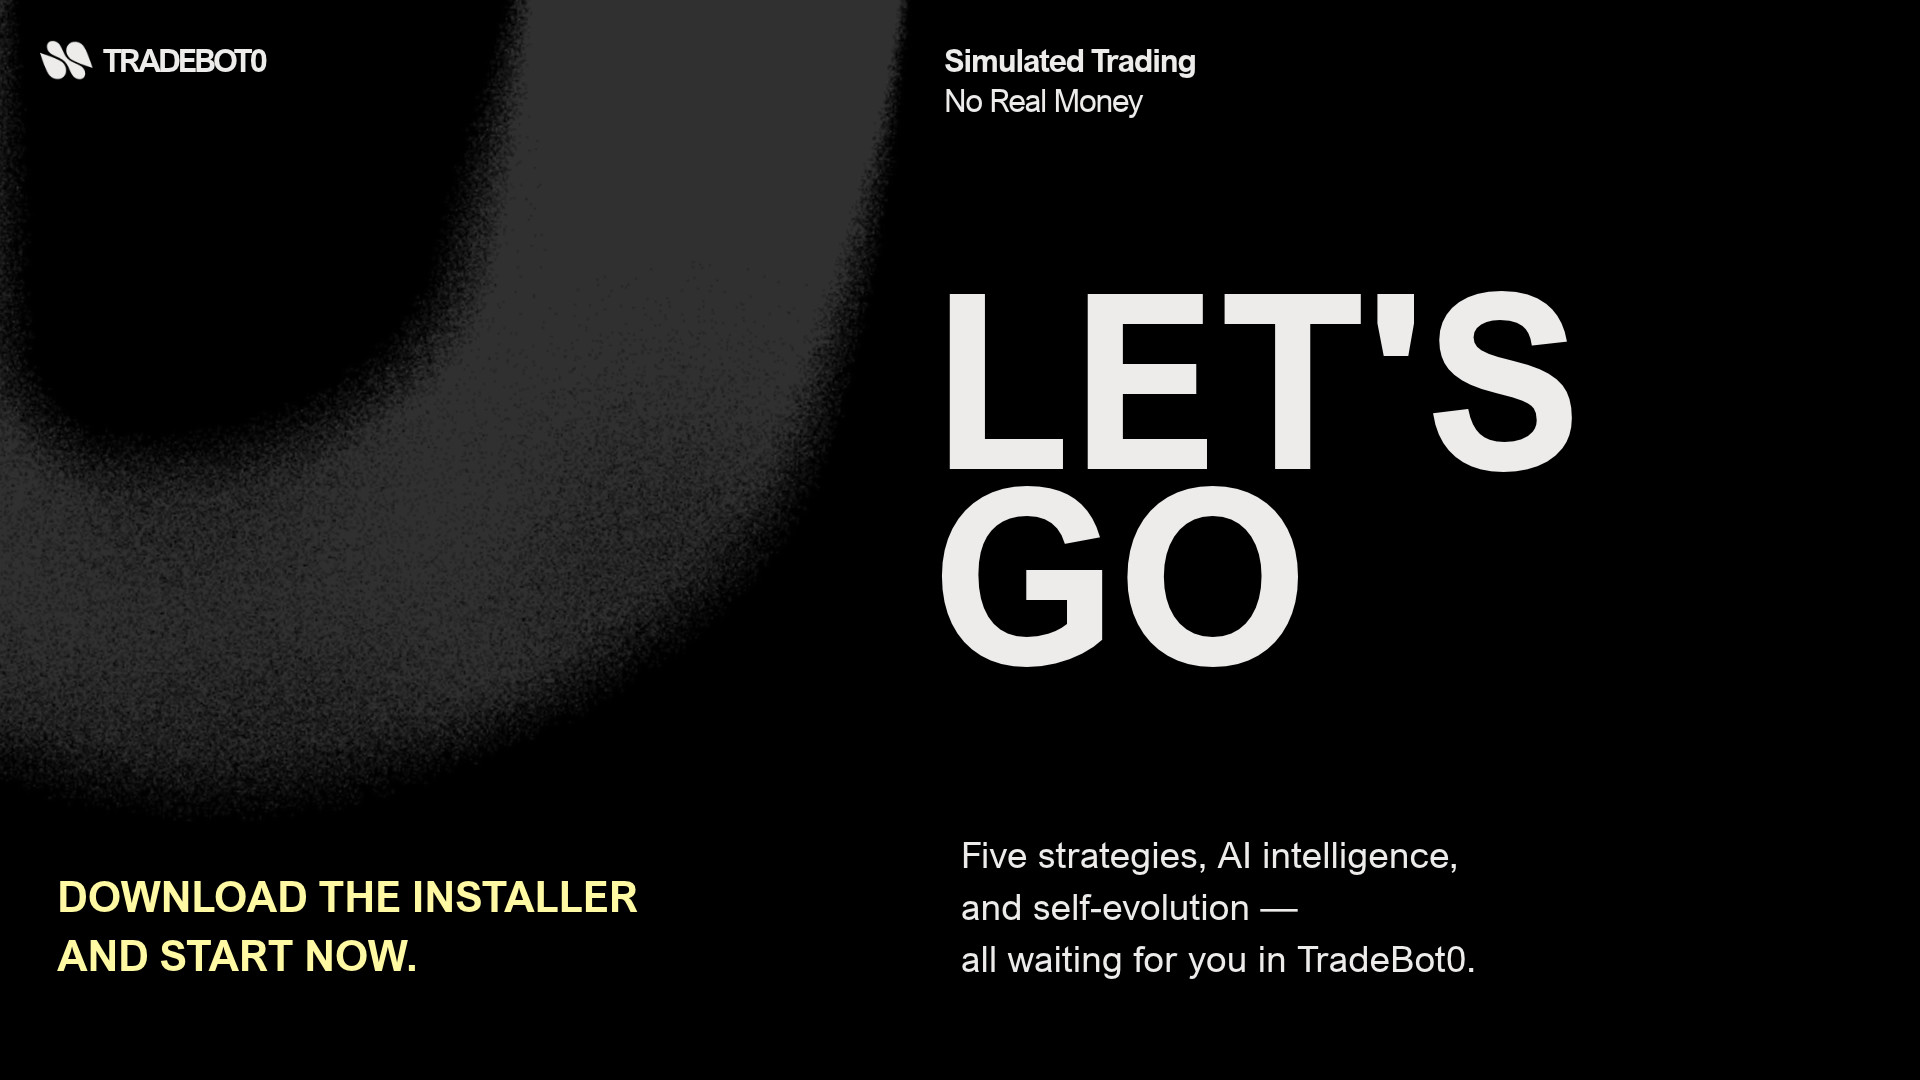 TRADEBOT0
Simulated Trading
No Real Money
LET'S
GO
DOWNLOAD THE INSTALLER
AND START NOW.
Five strategies, AI intelligence,
and self-evolution —
all waiting for you in TradeBot0.